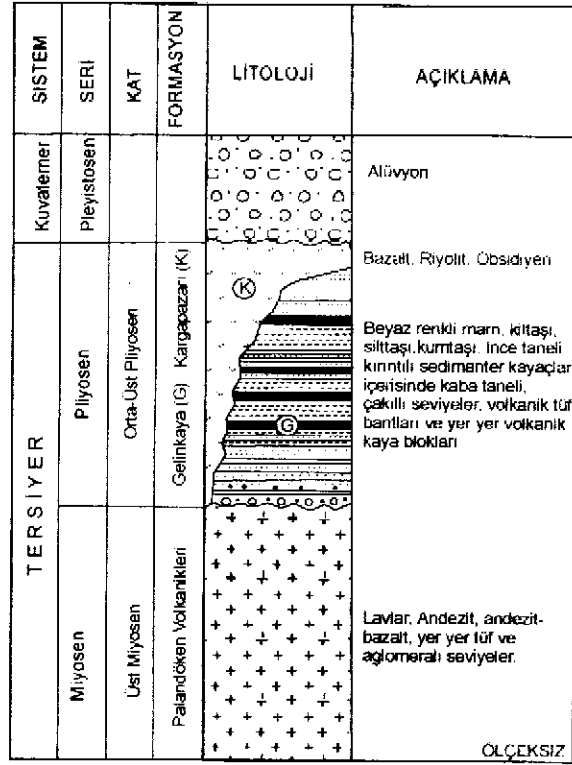 SİSTEM
SERİ
KAT
FORMASYON
LİTOLOJİ
AÇIKLAMA
Kuvaterner
Pleyistosen
Alüvyon
TERSİYER
Pliyosen
Orta-Üst Pliyosen
Gelinkaya (G) Kargapazarı (K)
K
G
Bazalt, Riyolit, Obsidiyen
Beyaz renkli marn, kiltaşı,
silttaşı,kumtaşı. İnce taneli
kırıntılı sedimanter kayaçlar
içerisinde kaba taneli,
çakıllı seviyeler, volkanik tüf
bantları ve yer yer volkanik
kaya blokları
Miyosen
Üst Miyosen
Palandöken Volkanikleri
Lavlar, Andezit, andezit-
bazalt, yer yer tüf ve
aglomeralı seviyeler.
ÖLÇEKSİZ